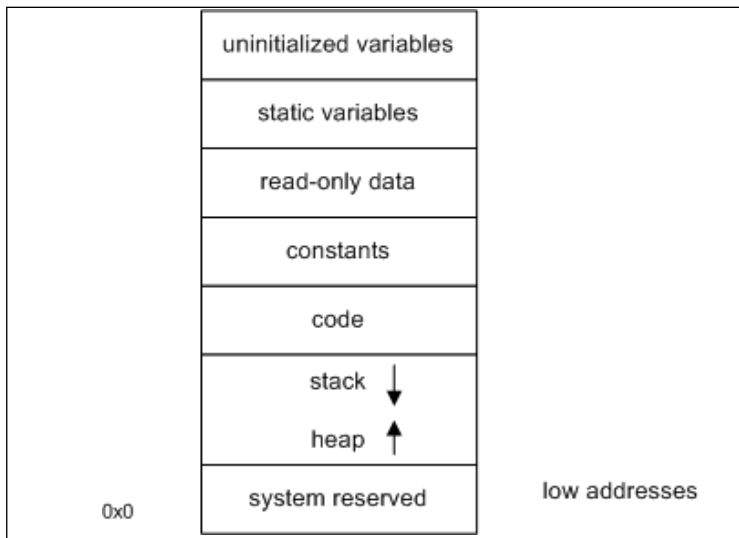 uninitialized variables
static variables
read-only data
constants
code
stack
heap
system reserved
low addresses
0x0